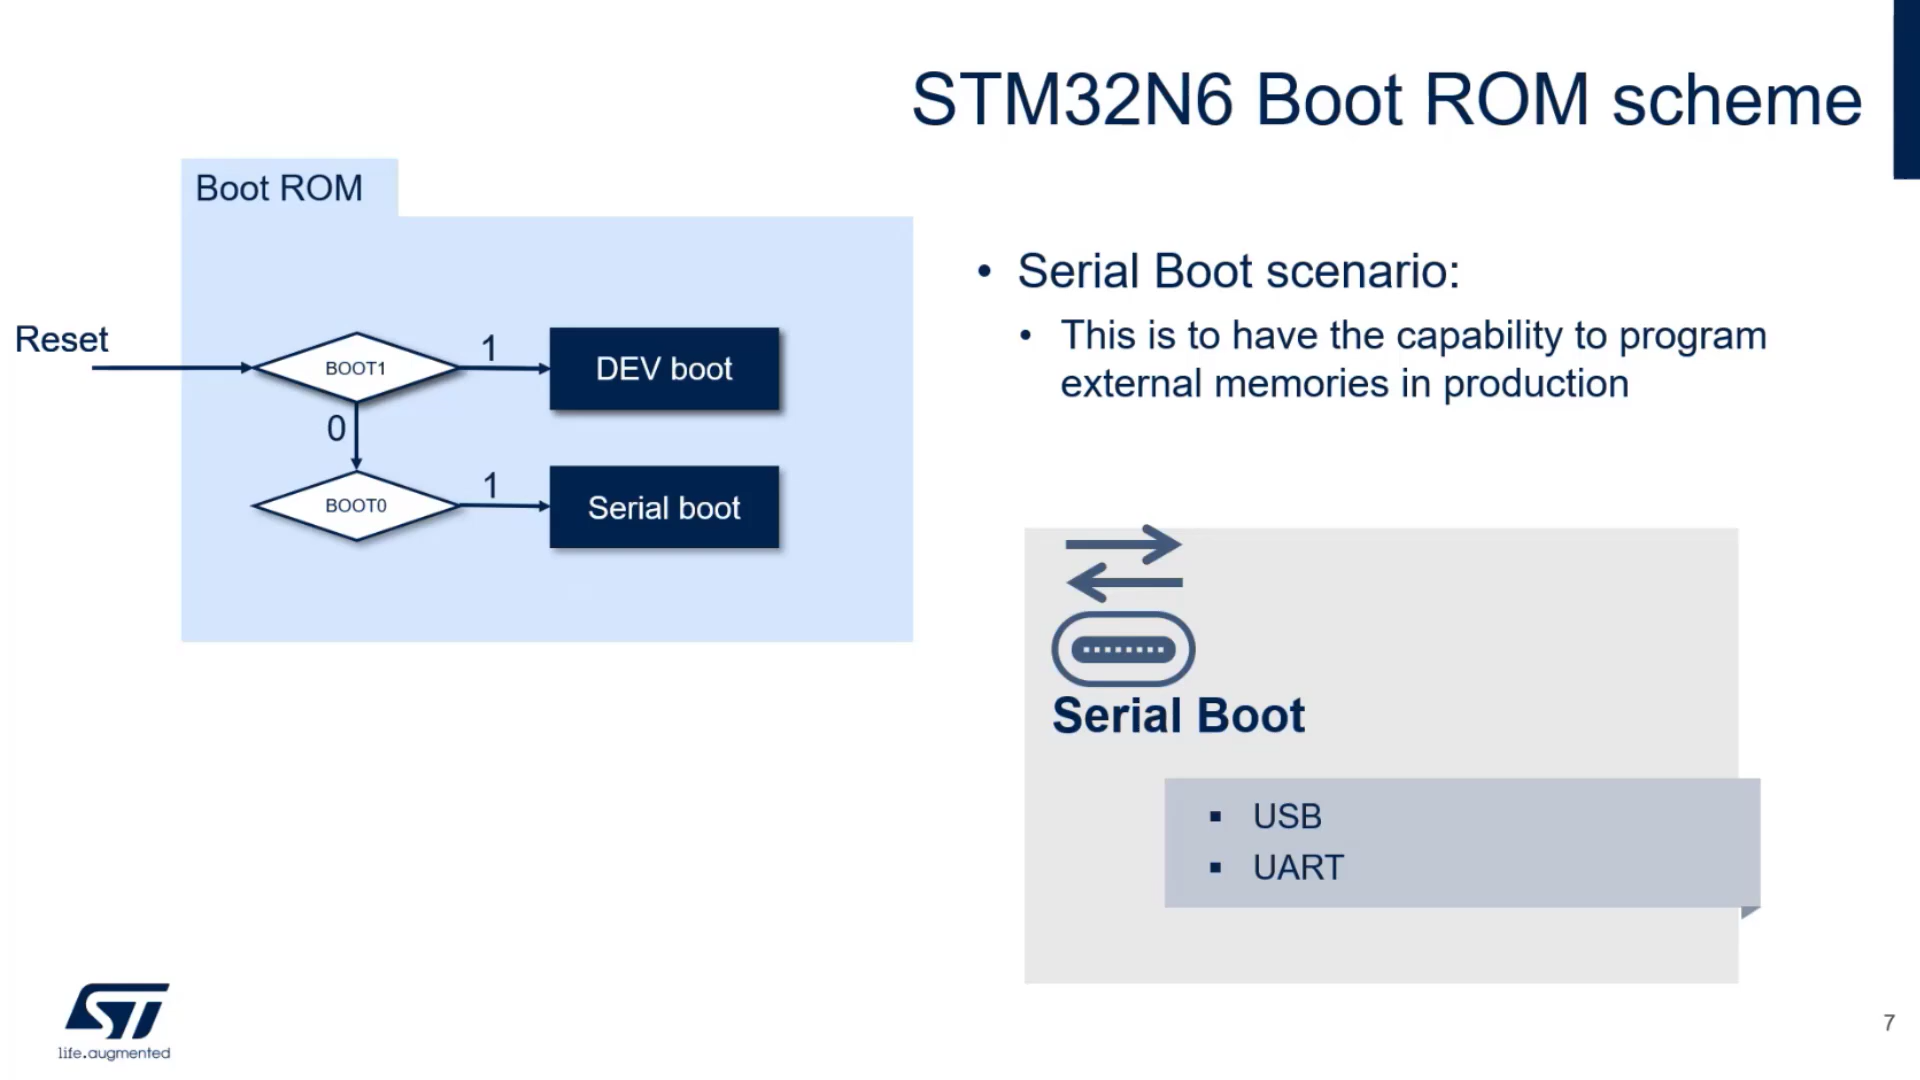 STM32N6 Boot ROM scheme
Boot ROM
Reset
BOOT1
1
DEV boot
0
BOOT0
1
Serial boot
• Serial Boot scenario:
• This is to have the capability to program
external memories in production
Serial Boot
▪ USB
▪ UART
ST
life.augmented
7